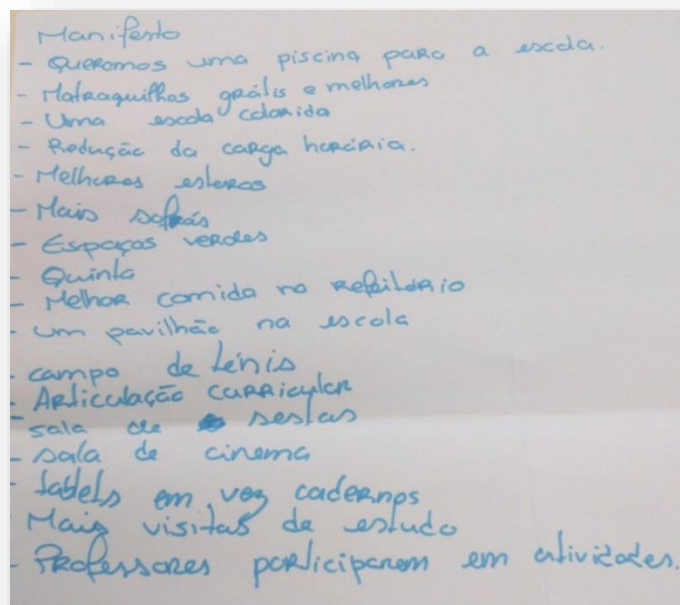 Manifesto
- Queremos uma piscina para a escola.
- Matraquilhos grátis e melhores
- Uma escola colorida
- Redução da carga horária.
- Melhores estores
- Mais sofás
- Espaços verdes
- Quinta
- Melhor comida no refeitório
- um pavilhão na escola
- campo de ténis
- Articulação curricular
- sala de sestas
- sala de cinema
- tablets em vez cadernos
- Mais visitas de estudo
- Professores participarem em atividades.